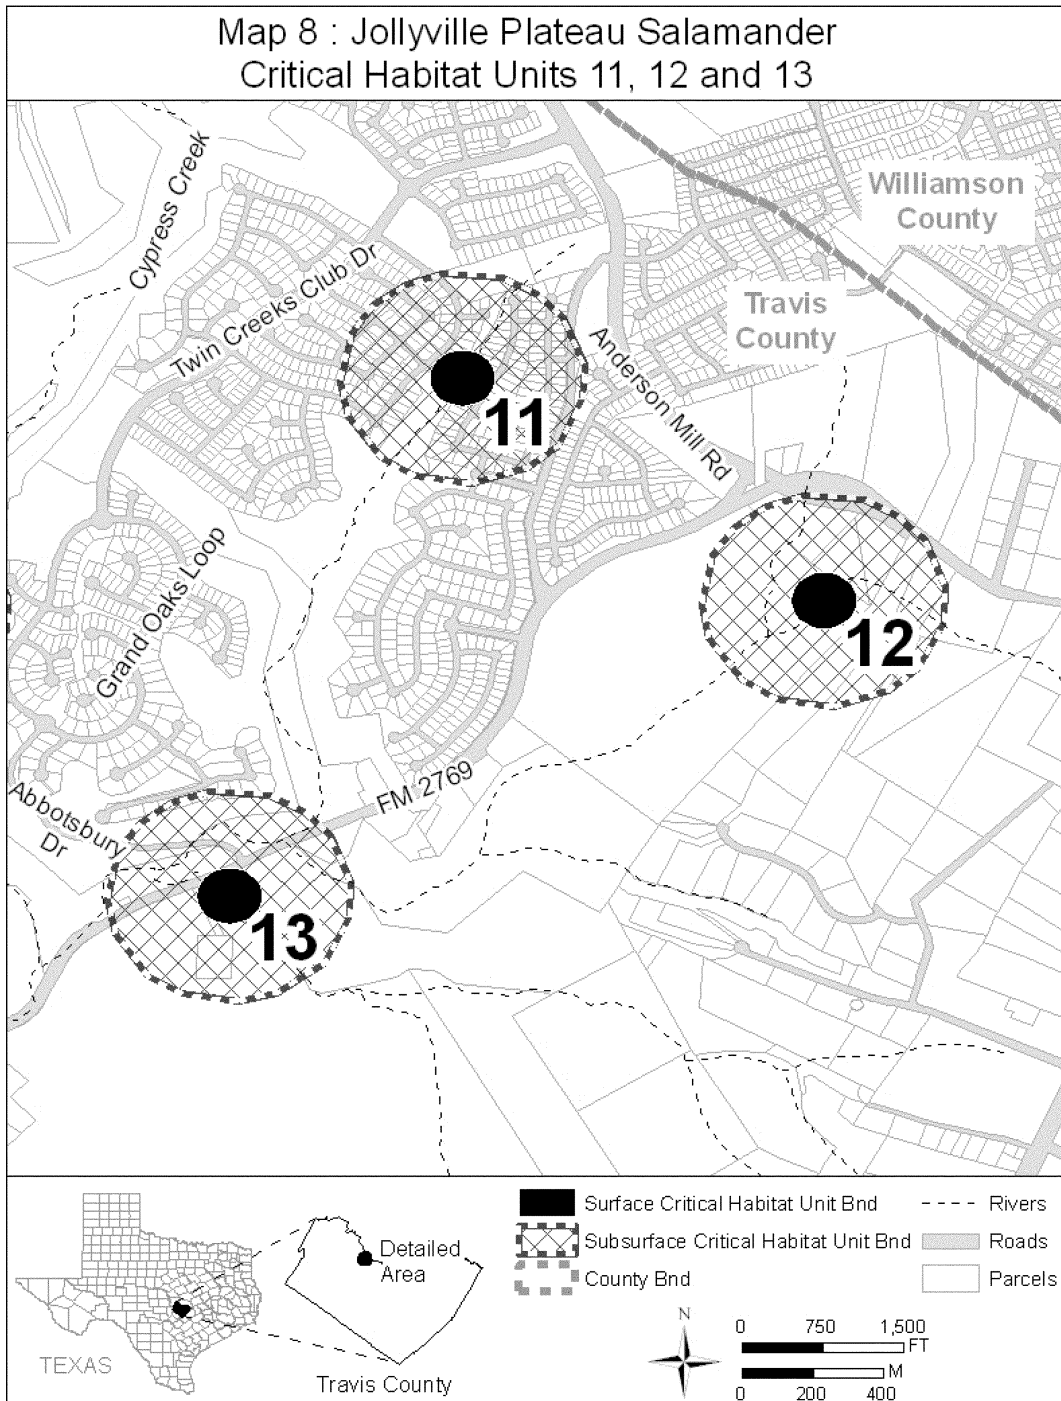 Map 8 : Jollyville Plateau Salamander
Critical Habitat Units 11, 12 and 13
Cypress Creek
Williamson
County
Twin Creeks Club Dr
Travis
County
Anderson Mill Rd
11
Grand Oaks Loop
12
FM 2769
Abbotsbury
Dr
13
Detailed
Area
TEXAS
Travis County
Surface Critical Habitat Unit Bnd
Subsurface Critical Habitat Unit Bnd
County Bnd
Rivers
Roads
Parcels
N
0 750 1,500
FT
M
0 200 400